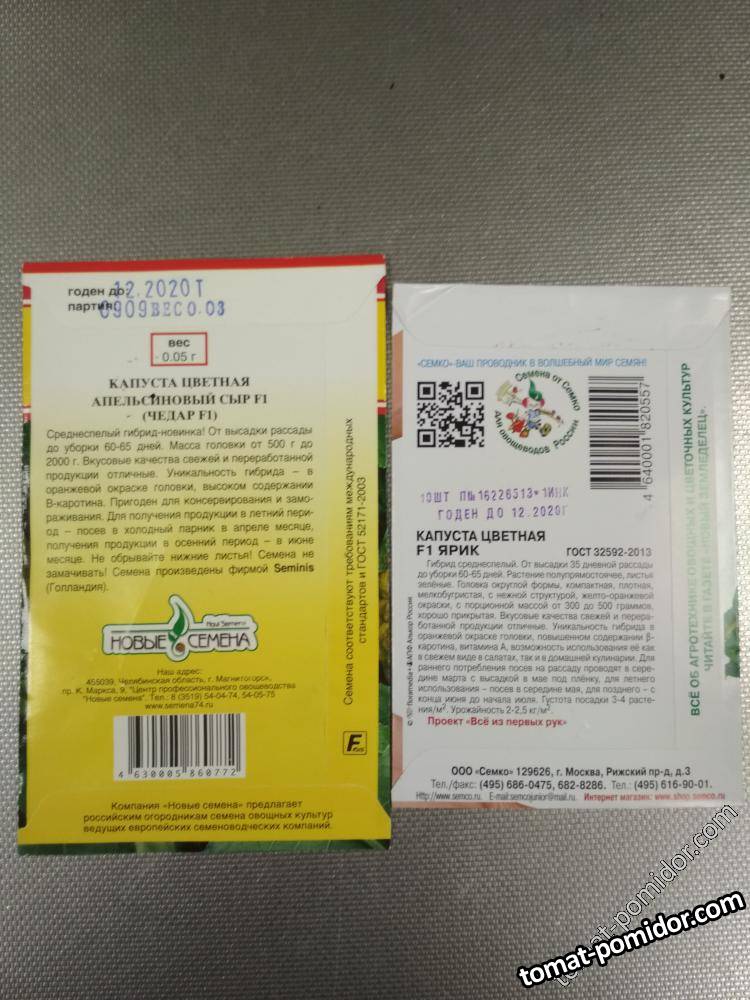 годен до: 12.2020Т
партия: 0909ВЕСО.03
вес
0.05 г
КАПУСТА ЦВЕТНАЯ
АПЕЛЬСИНОВЫЙ СЫР F1
(ЧЕДАР F1)
Среднеспелый гибрид-новинка! От высадки рассады
до уборки 60-65 дней. Масса головки от 500 г до
2000 г. Вкусовые качества свежей и переработанной
продукции отличные. Уникальность гибрида – в
оранжевой окраске головки, высоком содержании
В-каротина. Пригоден для консервирования и замо-
раживания. Для получения продукции в летний пери-
од - посев в холодный парник в апреле месяце,
получения продукции в осенний период – в июне
месяце. Не обрывайте нижние листья! Семена не
замачивать! Семена произведены фирмой Seminis
(Голландия).
НОВЫЕ СЕМЕНА
Наш адрес:
455039, Челябинская область, г. Магнитогорск,
пр. К. Маркса, 9, "Центр профессионального овощеводства
"Новые семена". Тел.: 8 (3519) 54-04-74, 54-05-75
www.semena74.ru
4 630005 860772
Компания «Новые семена» предлагает
российским огородникам семена овощных культур
ведущих европейских семеноводческих компаний.
Семена соответствуют требованиям международных
стандартов и ГОСТ 52171-2003
«СЕМКО»-ВАШ ПРОВОДНИК В ВОЛШЕБНЫЙ МИР СЕМЯН!
Семена от Семко
Для овощеводов России
4 640001 820557
10ШТ П№16226513*1ИНК
ГОДЕН ДО 12.2020Г
КАПУСТА ЦВЕТНАЯ
F1 ЯРИК ГОСТ 32592-2013
Гибрид среднеспелый. От высадки 35 дневной рассады
до уборки 60-65 дней. Растение полупрямостоячее, листья
зелёные. Головка округлой формы, компактная, плотная,
мелкобугристая, с нежной структурой, желто-оранжевой
окраски, с порционной массой от 300 до 500 граммов,
хорошо прикрытая. Вкусовые качества свежей и перера-
ботанной продукции отличные. Уникальность гибрида в
оранжевой окраске головки, повышенном содержании β-
каротина, витамина А, возможность использования её как
в свежем виде в салатах, так и в домашней кулинарии. Для
раннего потребления посев на рассаду проводят в сере-
дине марта с высадкой в мае под плёнку, для летнего
использования - посев в середине мая, для позднего – с
конца июня до начала июля. Густота посадки 3-4 расте-
ния/м². Урожайность 2-2,5 кг/м².
Проект «Всё из первых рук»
ООО «Семко» 129626, г. Москва, Рижский пр-д, д.3
Тел./факс: (495) 686-0475, 682-8286. Тел.: (495) 616-90-01.
Http://www.semco.ru. E-mail:semcojunior@mail.ru. Интернет магазин: www.shop.semco.ru
ВСЁ ОБ АГРОТЕХНИКЕ ОВОЩНЫХ И ЦВЕТОЧНЫХ КУЛЬТУР
ЧИТАЙТЕ В ГАЗЕТЕ «НОВЫЙ ЗЕМЛЕДЕЛЕЦ».
tomat-pomidor.com
tomat-pomidor.com